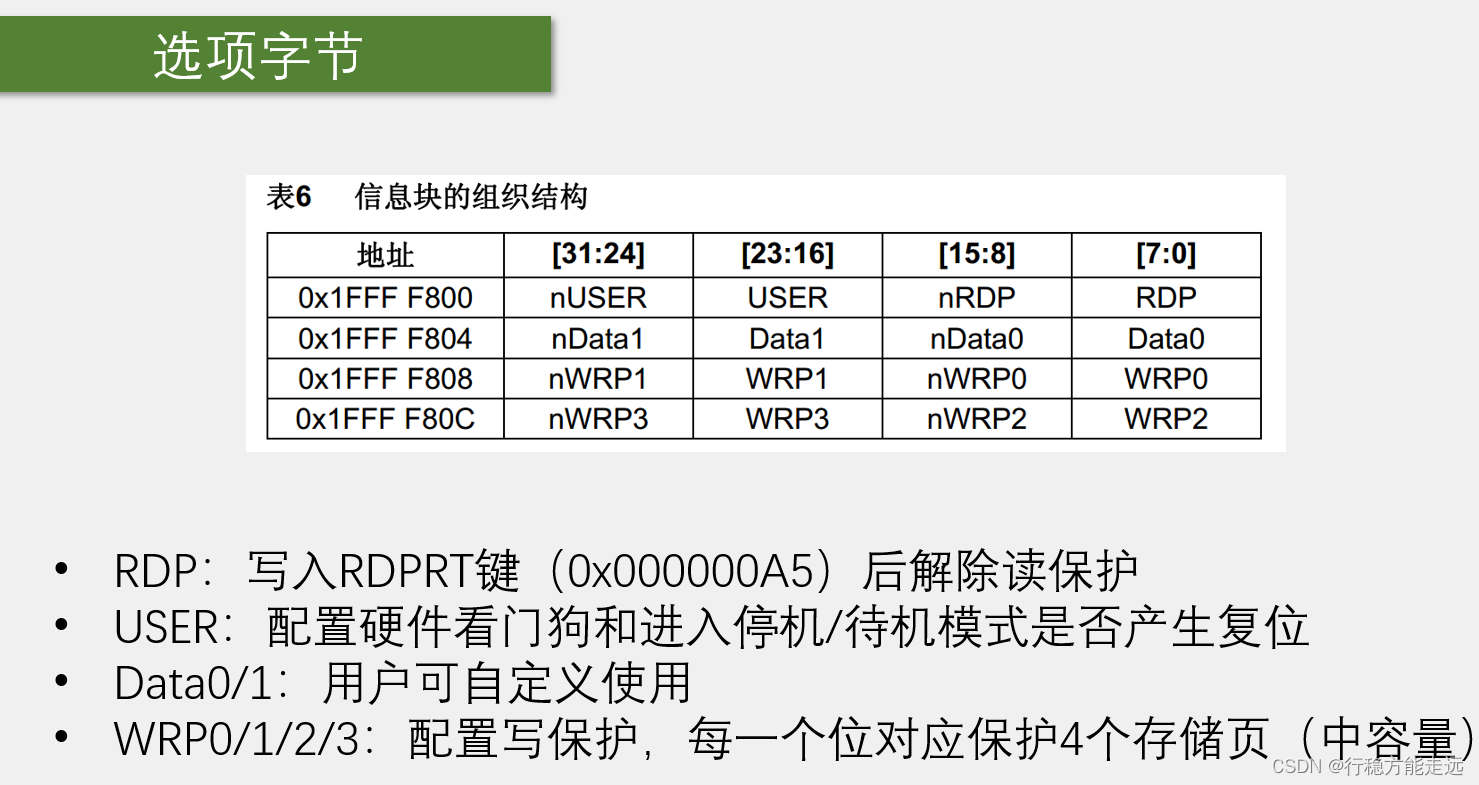 选项字节
表6 信息块的组织结构
地址 [31:24] [23:16] [15:8] [7:0]
0x1FFF F800 nUSER USER nRDP RDP
0x1FFF F804 nData1 Data1 nData0 Data0
0x1FFF F808 nWRP1 WRP1 nWRP0 WRP0
0x1FFF F80C nWRP3 WRP3 nWRP2 WRP2
• RDP：写入RDPRT键（0x000000A5）后解除读保护
• USER：配置硬件看门狗和进入停机/待机模式是否产生复位
• Data0/1：用户可自定义使用
• WRP0/1/2/3：配置写保护，每一个位对应保护4个存储页（中容量）
CSDN @行稳方能走远